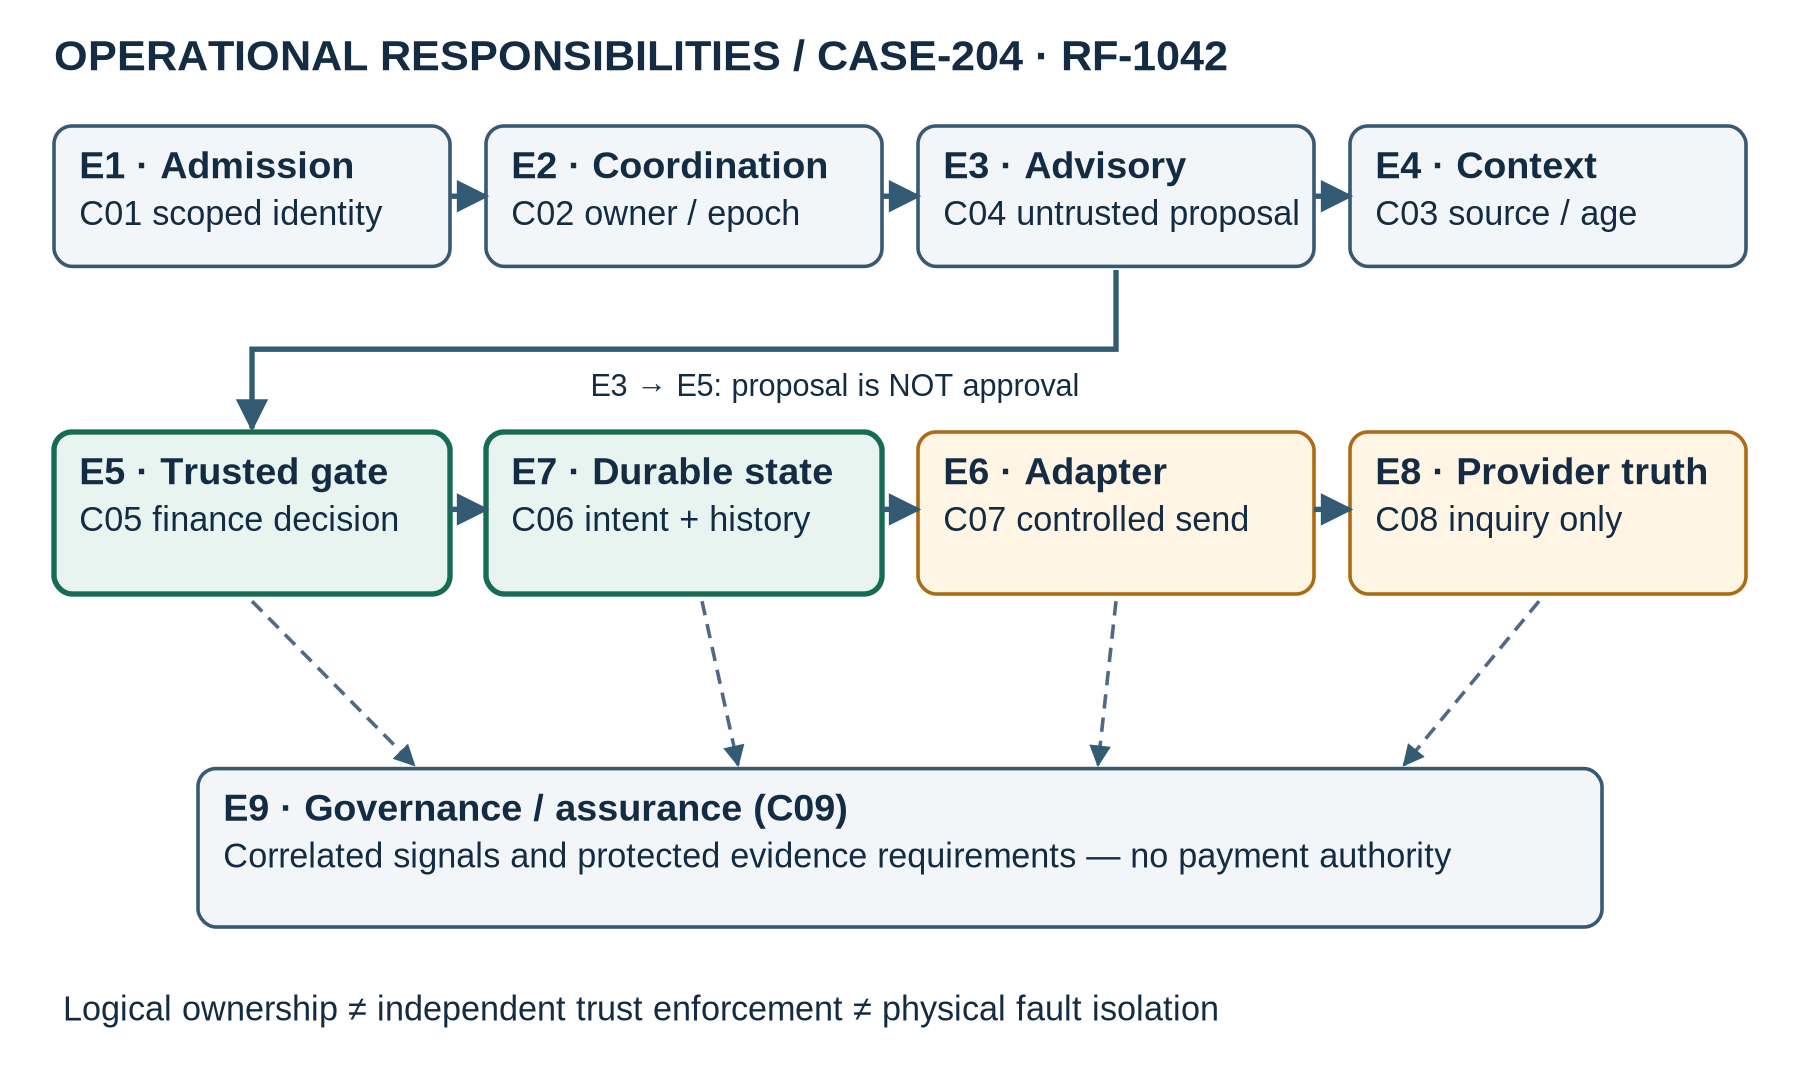 OPERATIONAL RESPONSIBILITIES / CASE-204 · RF-1042
E1 · Admission
C01 scoped identity
E2 · Coordination
C02 owner / epoch
E3 · Advisory
C04 untrusted proposal
E4 · Context
C03 source / age
E3 → E5: proposal is NOT approval
E5 · Trusted gate
C05 finance decision
E7 · Durable state
C06 intent + history
E6 · Adapter
C07 controlled send
E8 · Provider truth
C08 inquiry only
E9 · Governance / assurance (C09)
Correlated signals and protected evidence requirements — no payment authority
Logical ownership ≠ independent trust enforcement ≠ physical fault isolation